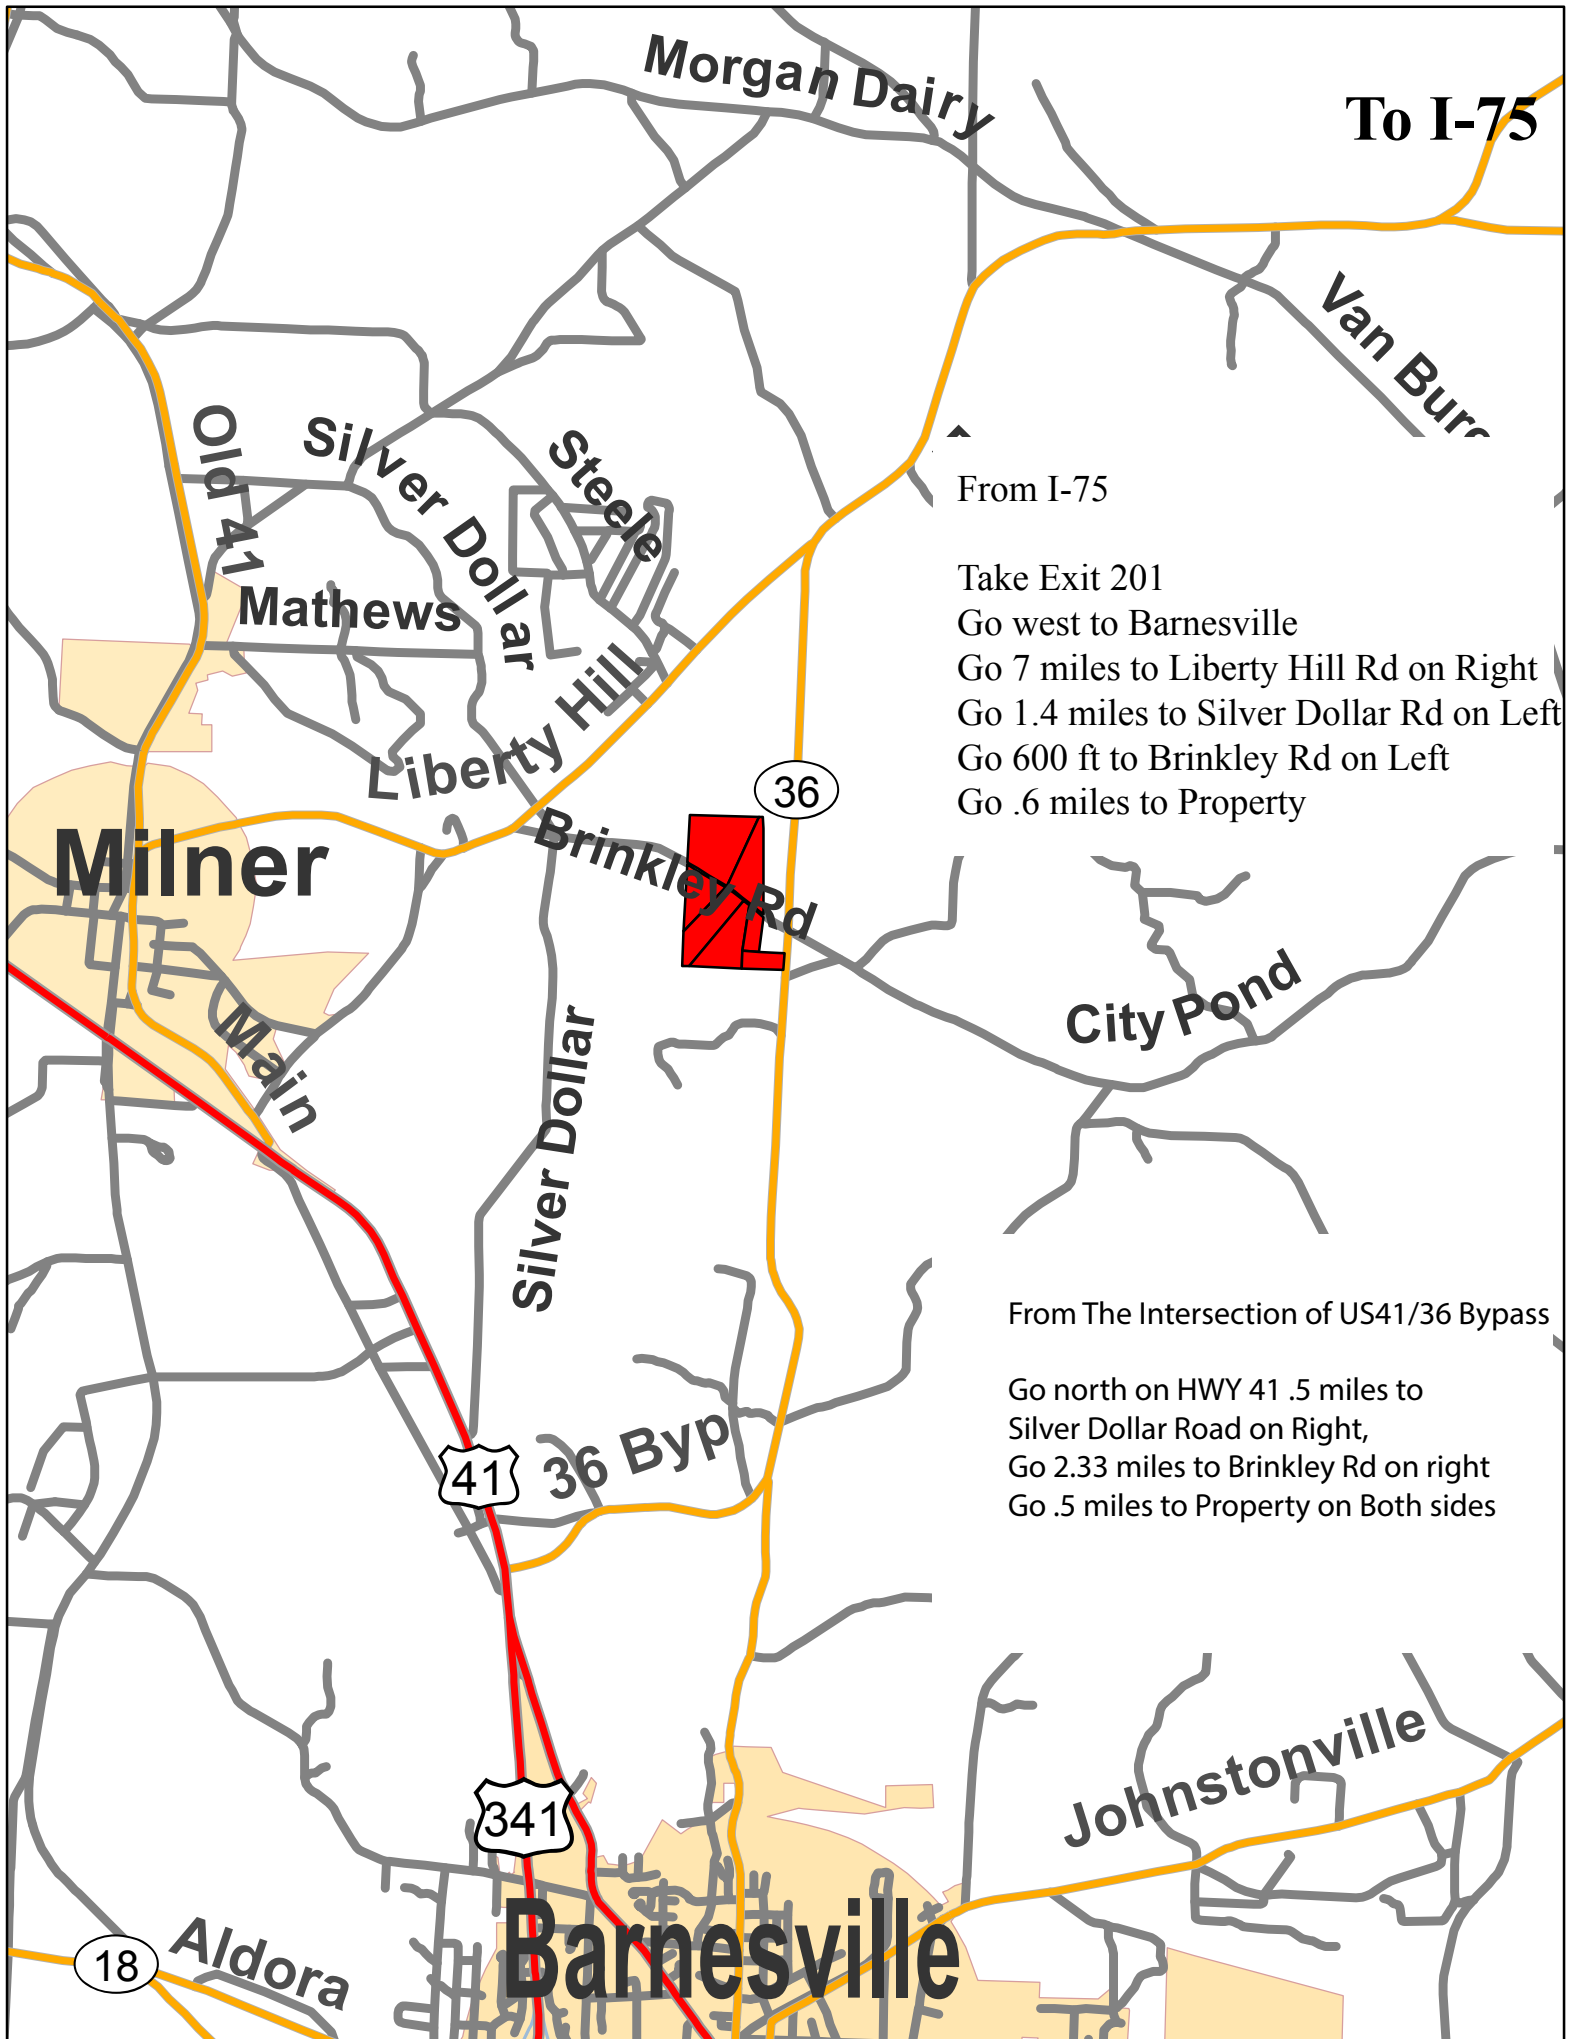 Morgan Dairy
To I-75
Van Bure
Old 41
Silver Dollar
Steele
From I-75
Take Exit 201
Go west to Barnesville
Go 7 miles to Liberty Hill Rd on Right
Go 1.4 miles to Silver Dollar Rd on Left
Go 600 ft to Brinkley Rd on Left
Go .6 miles to Property
Mathews
Liberty Hill
36
Milner
Brinkley Rd
City Pond
Main
Silver Dollar
From The Intersection of US41/36 Bypass
Go north on HWY 41 .5 miles to
Silver Dollar Road on Right,
Go 2.33 miles to Brinkley Rd on right
Go .5 miles to Property on Both sides
36 Byp
41
Johnstonville
341
Barnesville
Aldora
18